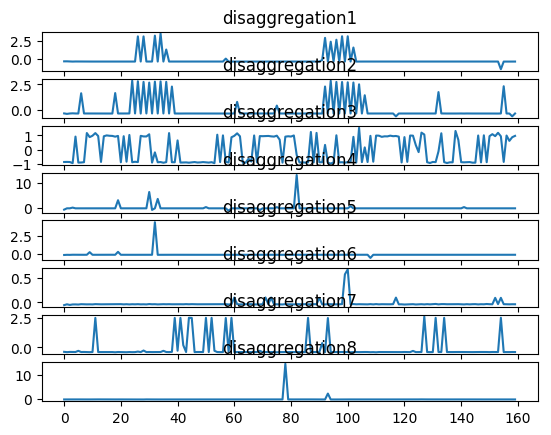 disaggregation1
2.5
0.0
disaggregation2
2.5
0.0
disaggregation3
1
0
−1
disaggregation4
10
0
disaggregation5
2.5
0.0
disaggregation6
0.5
0.0
disaggregation7
2.5
0.0
disaggregation8
10
0
0 20 40 60 80 100 120 140 160